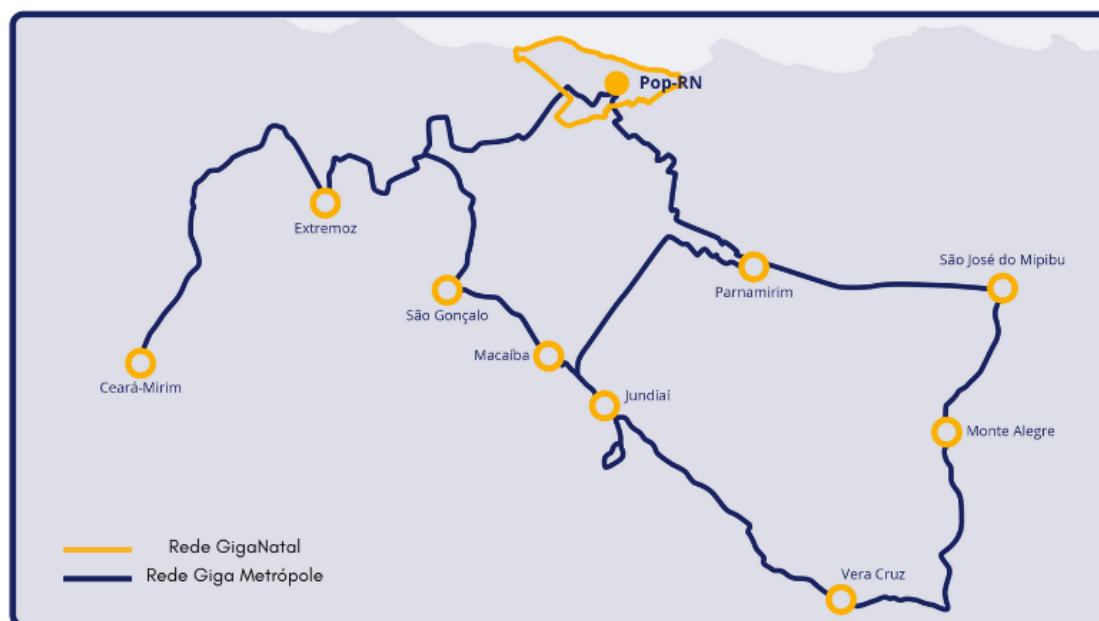 Pop-RN
Extremoz
São José do Mipibu
Parnamirim
São Gonçalo
Macaíba
Ceará-Mirim
Jundiaí
Monte Alegre
Rede GigaNatal
Rede Giga Metrópole
Vera Cruz